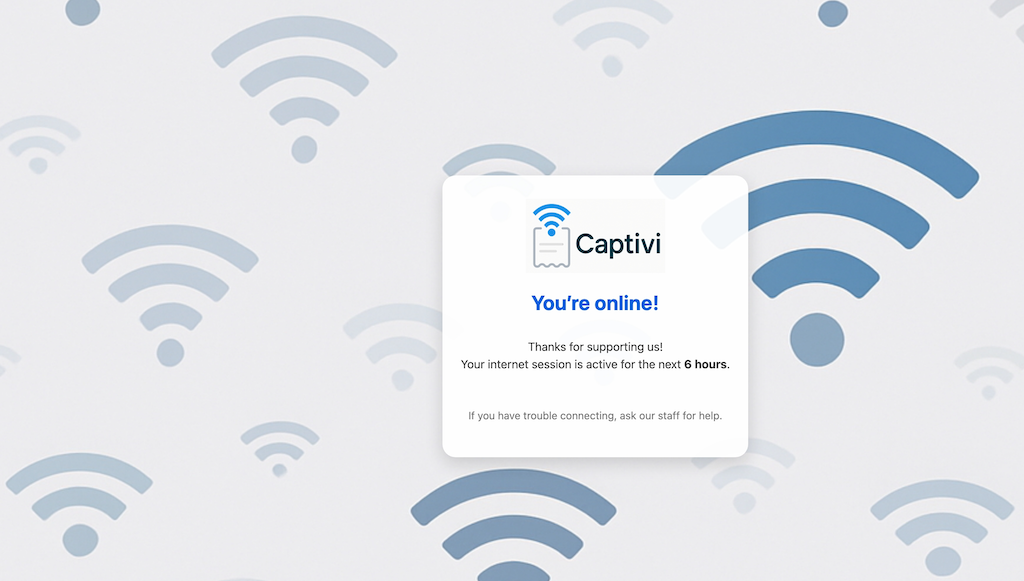 Captivi
You’re online!
Thanks for supporting us!
Your internet session is active for the next 6 hours.
If you have trouble connecting, ask our staff for help.